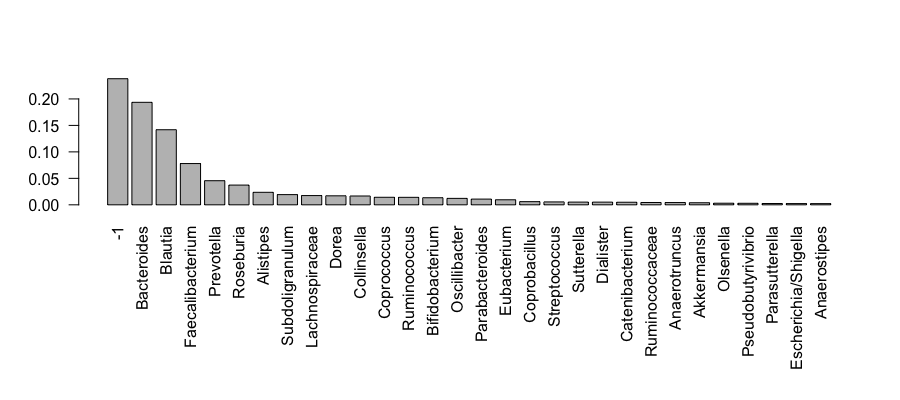 0.20
0.15
0.10
0.05
0.00
-1
Bacteroides
Blautia
Faecalibacterium
Prevotella
Roseburia
Alistipes
Subdoligranulum
Lachnospiraceae
Dorea
Collinsella
Coprococcus
Ruminococcus
Bifidobacterium
Oscillibacter
Parabacteroides
Eubacterium
Coprobacillus
Streptococcus
Sutterella
Dialister
Catenibacterium
Ruminococcaceae
Anaerotruncus
Akkermansia
Olsenella
Pseudobutyrivibrio
Parasutterella
Escherichia/Shigella
Anaerostipes